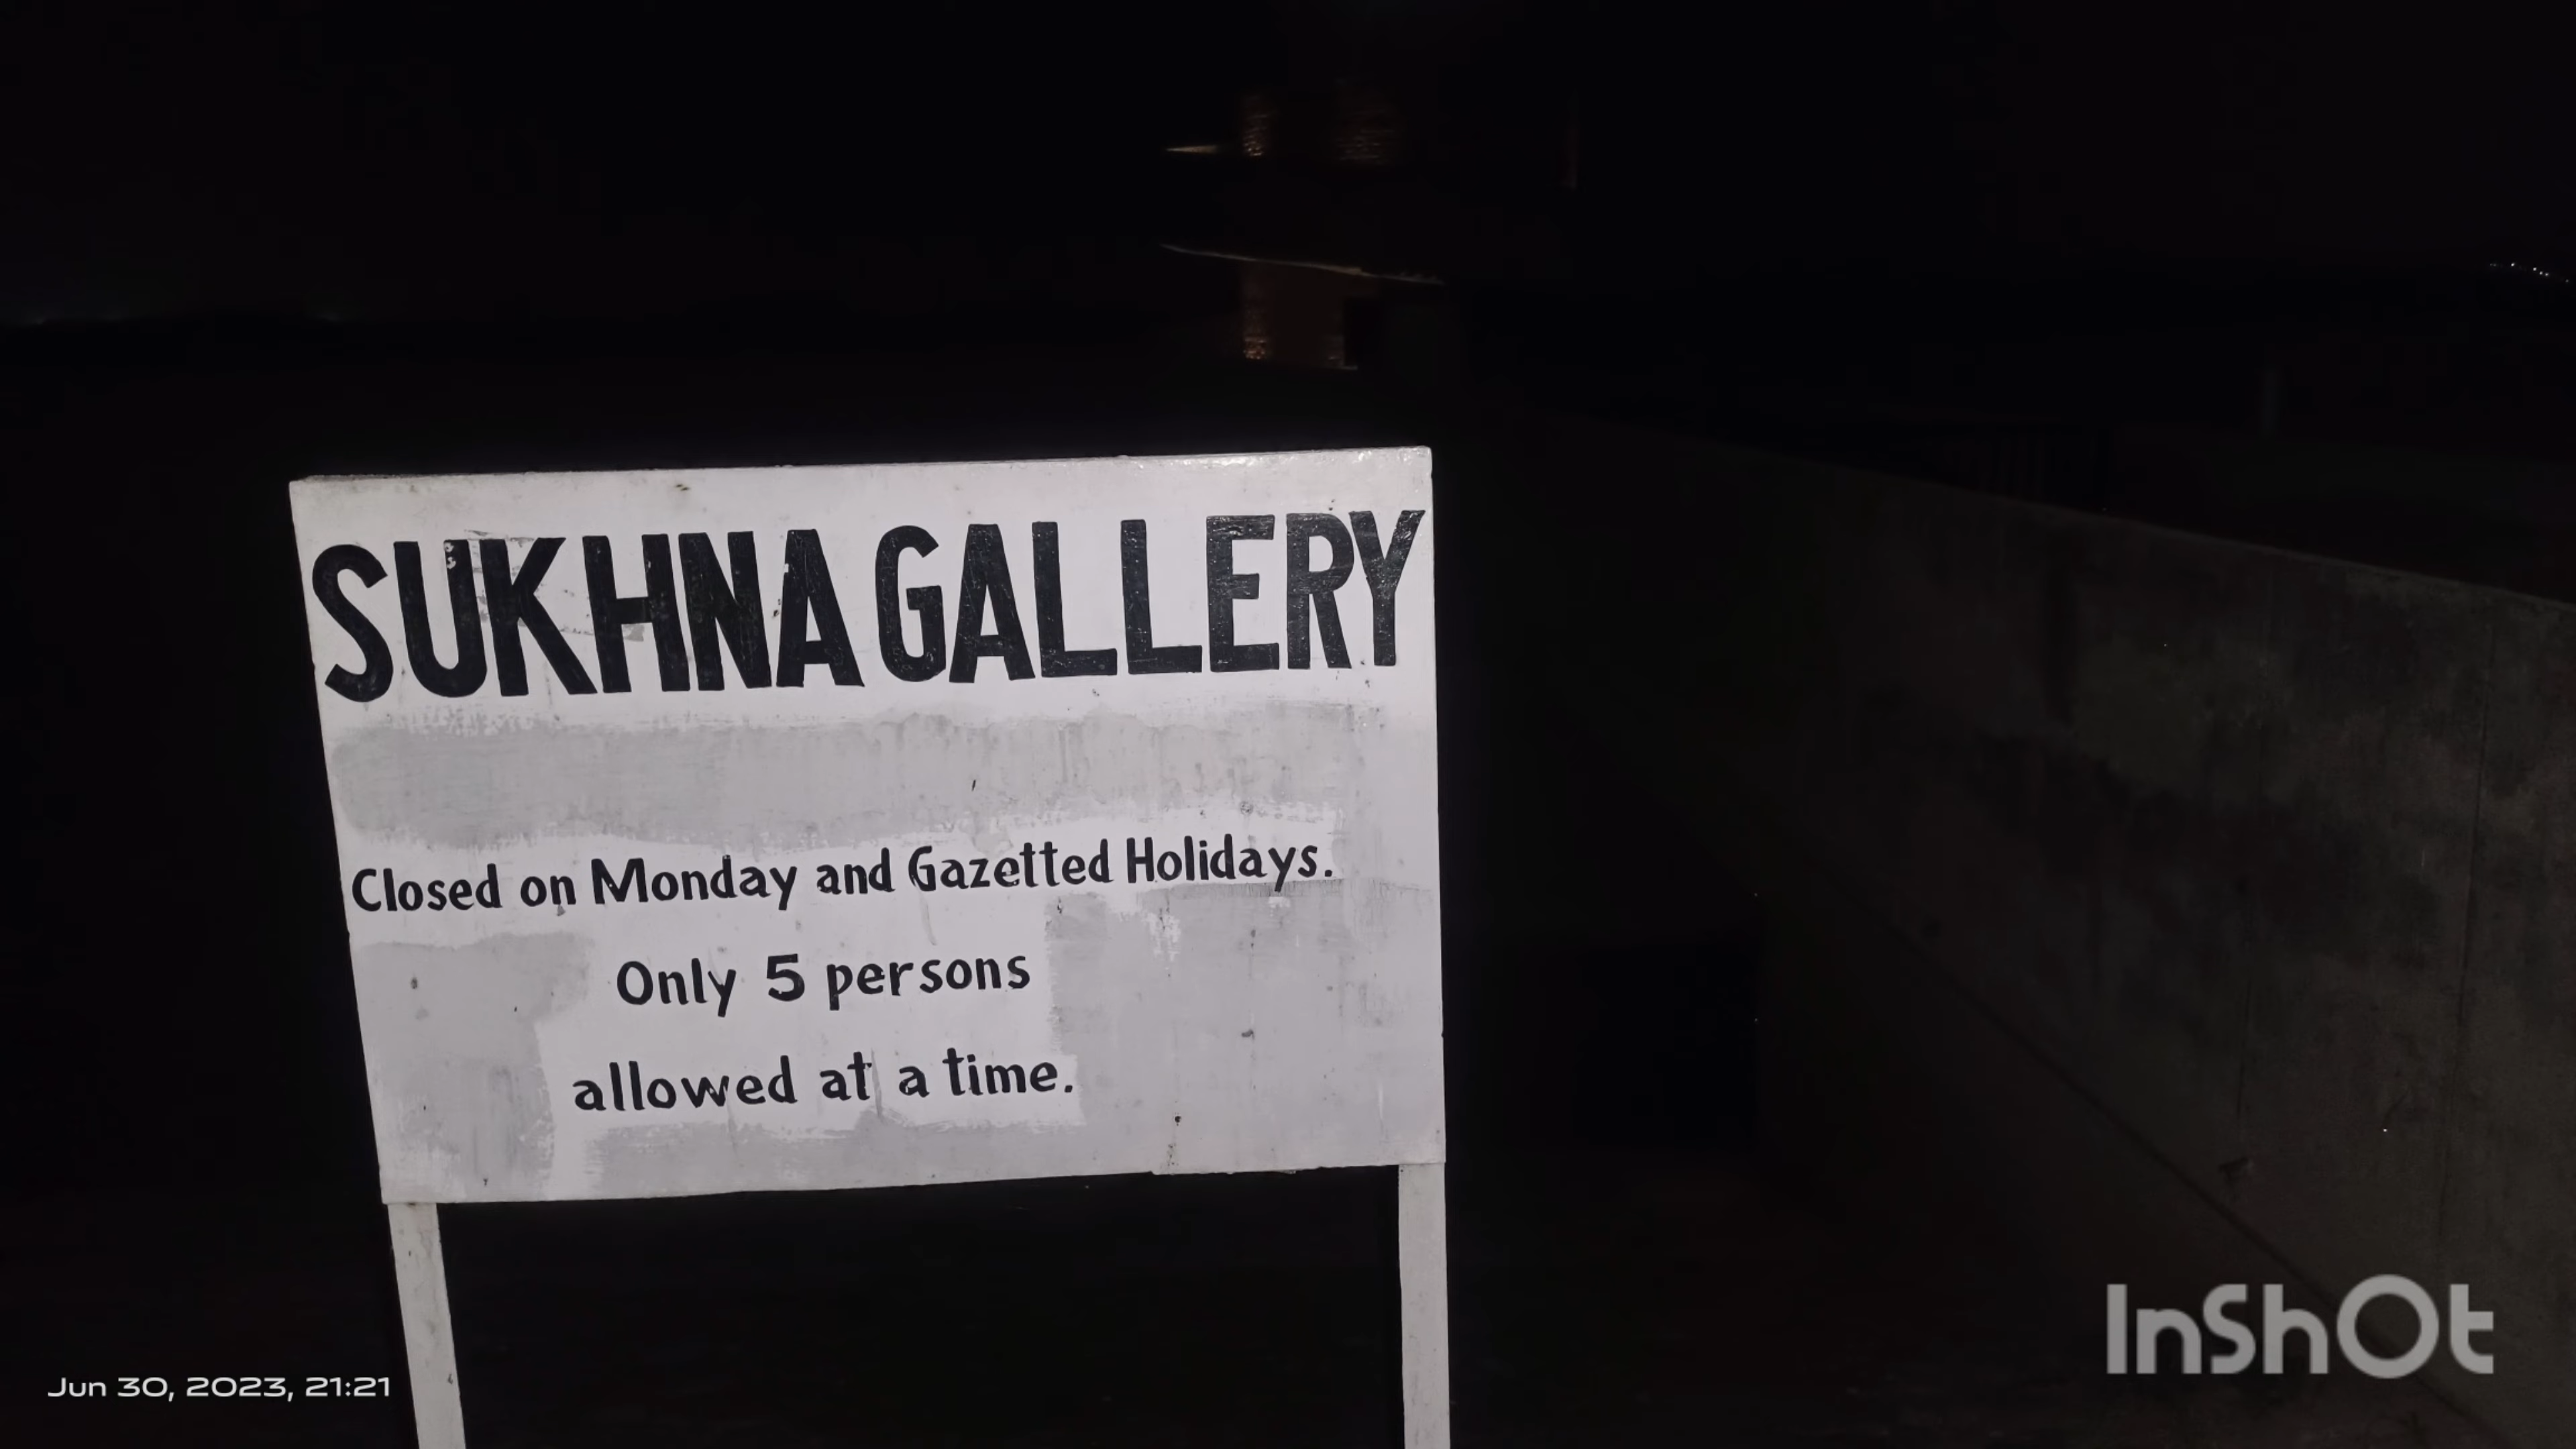 SUKHNA GALLERY
Closed on Monday and Gazetted Holidays.
Only 5 persons
allowed at a time.
Jun 30, 2023, 21:21
InShOt